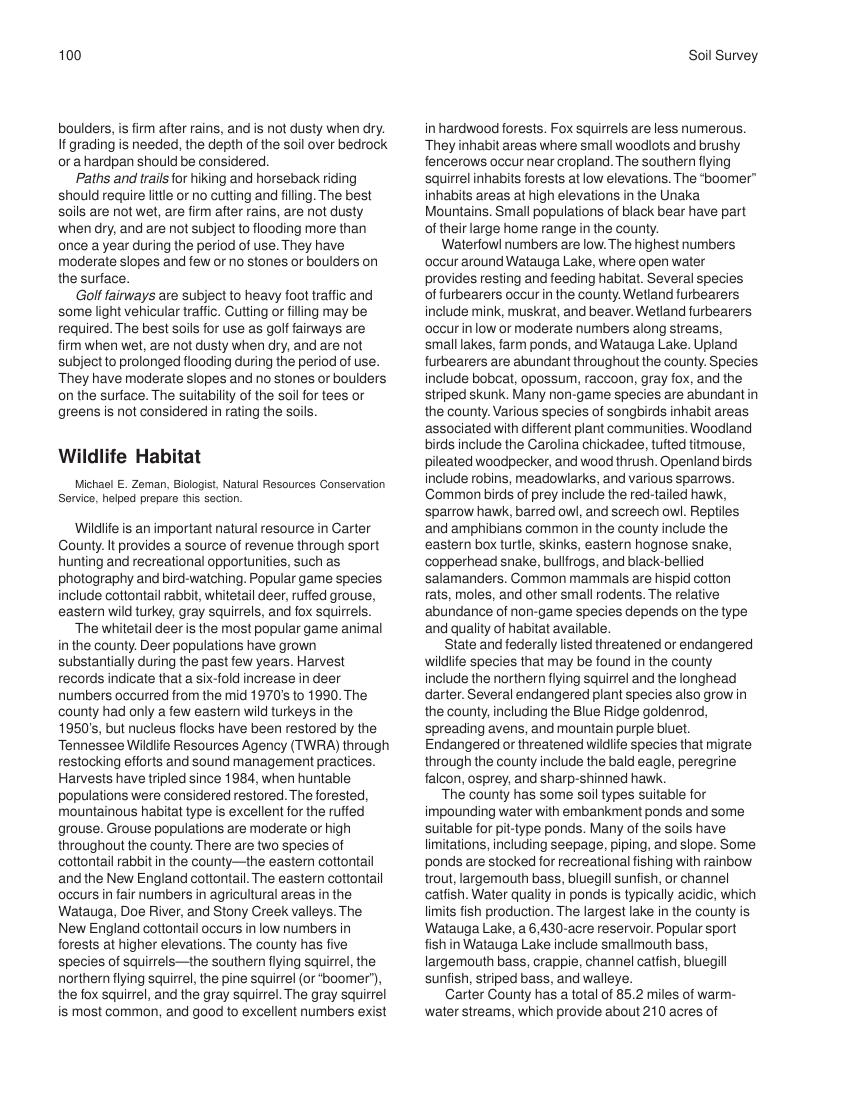 100
Soil Survey
boulders, is firm after rains, and is not dusty when dry.
If grading is needed, the depth of the soil over bedrock
or a hardpan should be considered.
Paths and trails for hiking and horseback riding
should require little or no cutting and filling. The best
soils are not wet, are firm after rains, are not dusty
when dry, and are not subject to flooding more than
once a year during the period of use. They have
moderate slopes and few or no stones or boulders on
the surface.
Golf fairways are subject to heavy foot traffic and
some light vehicular traffic. Cutting or filling may be
required. The best soils for use as golf fairways are
firm when wet, are not dusty when dry, and are not
subject to prolonged flooding during the period of use.
They have moderate slopes and no stones or boulders
on the surface. The suitability of the soil for tees or
greens is not considered in rating the soils.
Wildlife Habitat
Michael E. Zeman, Biologist, Natural Resources Conservation
Service, helped prepare this section.
Wildlife is an important natural resource in Carter
County. It provides a source of revenue through sport
hunting and recreational opportunities, such as
photography and bird-watching. Popular game species
include cottontail rabbit, whitetail deer, ruffed grouse,
eastern wild turkey, gray squirrels, and fox squirrels.
The whitetail deer is the most popular game animal
in the county. Deer populations have grown
substantially during the past few years. Harvest
records indicate that a six-fold increase in deer
numbers occurred from the mid 1970's to 1990. The
county had only a few eastern wild turkeys in the
1950's, but nucleus flocks have been restored by the
Tennessee Wildlife Resources Agency (TWRA) through
restocking efforts and sound management practices.
Harvests have tripled since 1984, when huntable
populations were considered restored. The forested,
mountainous habitat type is excellent for the ruffed
grouse. Grouse populations are moderate or high
throughout the county. There are two species of
cottontail rabbit in the county—the eastern cottontail
and the New England cottontail. The eastern cottontail
occurs in fair numbers in agricultural areas in the
Watauga, Doe River, and Stony Creek valleys. The
New England cottontail occurs in low numbers in
forests at higher elevations. The county has five
species of squirrels—the southern flying squirrel, the
northern flying squirrel, the pine squirrel (or “boomer”),
the fox squirrel, and the gray squirrel. The gray squirrel
is most common, and good to excellent numbers exist
in hardwood forests. Fox squirrels are less numerous.
They inhabit areas where small woodlots and brushy
fencerows occur near cropland. The southern flying
squirrel inhabits forests at low elevations. The “boomer”
inhabits areas at high elevations in the Unaka
Mountains. Small populations of black bear have part
of their large home range in the county.
Waterfowl numbers are low. The highest numbers
occur around Watauga Lake, where open water
provides resting and feeding habitat. Several species
of furbearers occur in the county. Wetland furbearers
include mink, muskrat, and beaver. Wetland furbearers
occur in low or moderate numbers along streams,
small lakes, farm ponds, and Watauga Lake. Upland
furbearers are abundant throughout the county. Species
include bobcat, opossum, raccoon, gray fox, and the
striped skunk. Many non-game species are abundant in
the county. Various species of songbirds inhabit areas
associated with different plant communities. Woodland
birds include the Carolina chickadee, tufted titmouse,
pileated woodpecker, and wood thrush. Openland birds
include robins, meadowlarks, and various sparrows.
Common birds of prey include the red-tailed hawk,
sparrow hawk, barred owl, and screech owl. Reptiles
and amphibians common in the county include the
eastern box turtle, skinks, eastern hognose snake,
copperhead snake, bullfrogs, and black-bellied
salamanders. Common mammals are hispid cotton
rats, moles, and other small rodents. The relative
abundance of non-game species depends on the type
and quality of habitat available.
State and federally listed threatened or endangered
wildlife species that may be found in the county
include the northern flying squirrel and the longhead
darter. Several endangered plant species also grow in
the county, including the Blue Ridge goldenrod,
spreading avens, and mountain purple bluet.
Endangered or threatened wildlife species that migrate
through the county include the bald eagle, peregrine
falcon, osprey, and sharp-shinned hawk.
The county has some soil types suitable for
impounding water with embankment ponds and some
suitable for pit-type ponds. Many of the soils have
limitations, including seepage, piping, and slope. Some
ponds are stocked for recreational fishing with rainbow
trout, largemouth bass, bluegill sunfish, or channel
catfish. Water quality in ponds is typically acidic, which
limits fish production. The largest lake in the county is
Watauga Lake, a 6,430-acre reservoir. Popular sport
fish in Watauga Lake include smallmouth bass,
largemouth bass, crappie, channel catfish, bluegill
sunfish, striped bass, and walleye.
Carter County has a total of 85.2 miles of warm-
water streams, which provide about 210 acres of